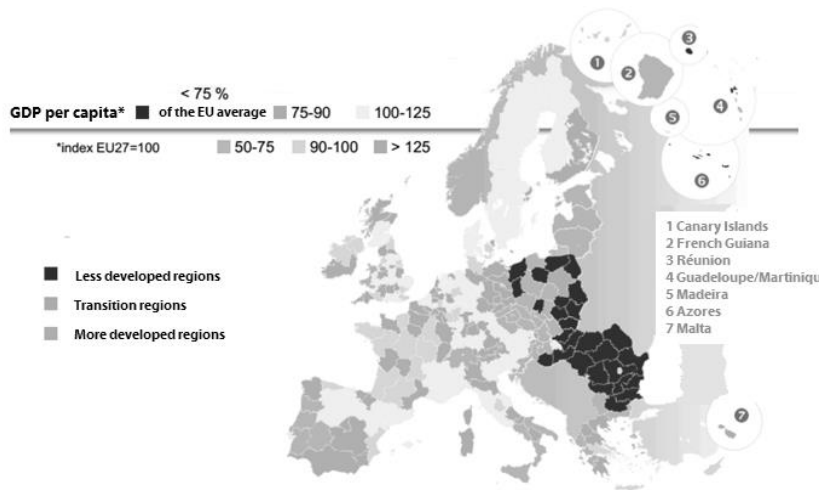 < 75 %
GDP per capita* of the EU average 75-90 100-125
*index EU27=100 50-75 90-100 > 125
Less developed regions
Transition regions
More developed regions
1
2
3
4
5
6
1 Canary Islands
2 French Guiana
3 Réunion
4 Guadeloupe/Martiniqu
5 Madeira
6 Azores
7 Malta
7